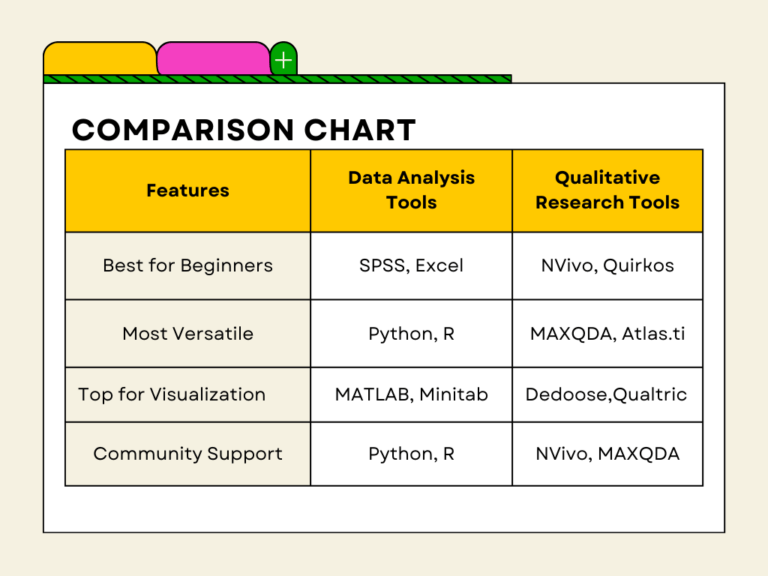 COMPARISON CHART
Features
Data Analysis
Tools
Qualitative
Research Tools
Best for Beginners
SPSS, Excel
NVivo, Quirkos
Most Versatile
Python, R
MAXQDA, Atlas.ti
Top for Visualization
MATLAB, Minitab
Dedoose,Qualtric
Community Support
Python, R
NVivo, MAXQDA